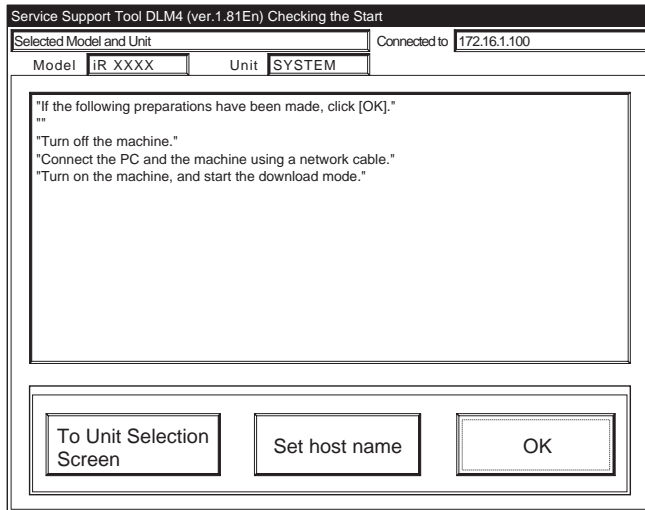 Service Support Tool DLM4 (ver.1.81En) Checking the Start
Selected Model and Unit Connected to 172.16.1.100
Model iR XXXX Unit SYSTEM
"If the following preparations have been made, click [OK]."
""
"Turn off the machine."
"Connect the PC and the machine using a network cable."
"Turn on the machine, and start the download mode."
To Unit Selection
Screen
Set host name
OK